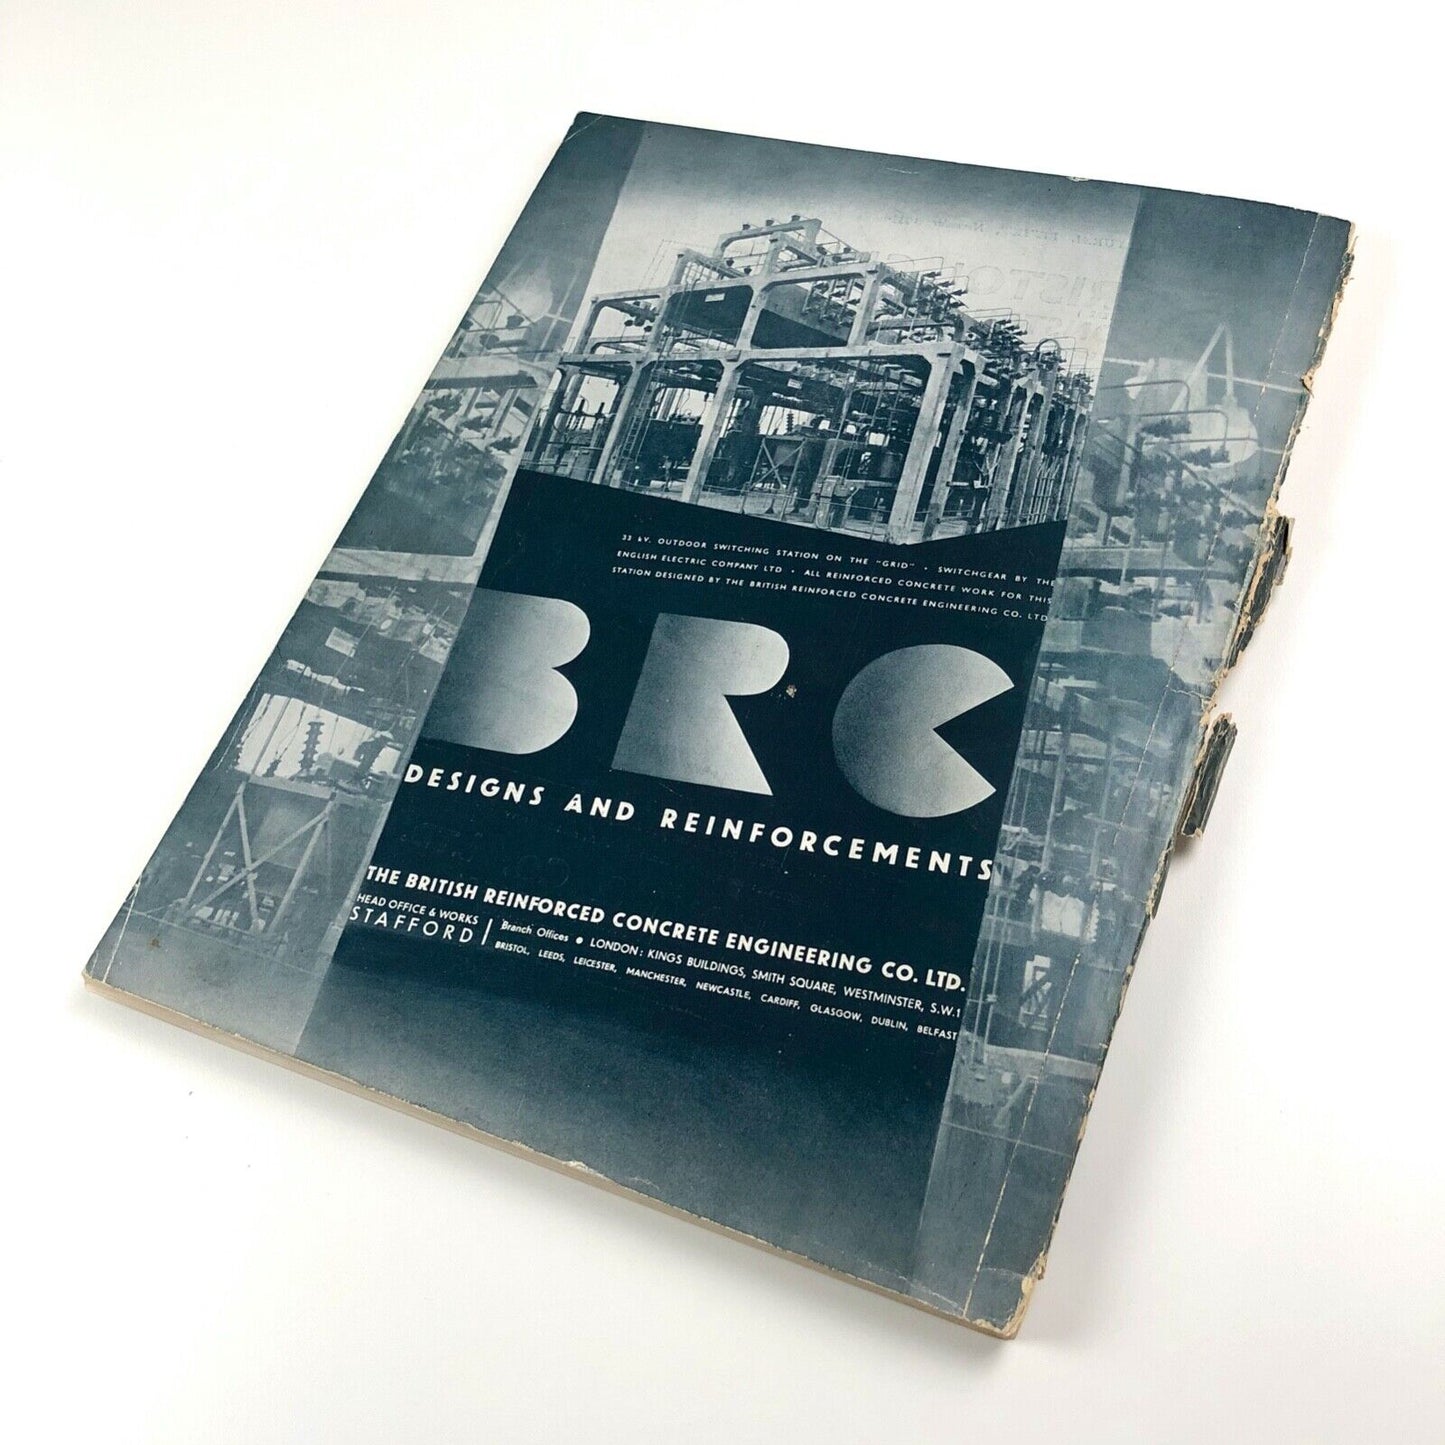 33 kV. OUTDOOR SWITCHING STATION ON THE "GRID" • SWITCHGEAR BY THE
ENGLISH ELECTRIC COMPANY LTD • ALL REINFORCED CONCRETE WORK FOR THIS
STATION DESIGNED BY THE BRITISH REINFORCED CONCRETE ENGINEERING CO. LTD
BRC
DESIGNS AND REINFORCEMENTS
THE BRITISH REINFORCED CONCRETE ENGINEERING CO. LTD.
HEAD OFFICE & WORKS
STAFFORD
Branch Offices • LONDON: KINGS BUILDINGS, SMITH SQUARE, WESTMINSTER, S.W.1
BRISTOL, LEEDS, LEICESTER, MANCHESTER, NEWCASTLE, CARDIFF, GLASGOW, DUBLIN, BELFAST